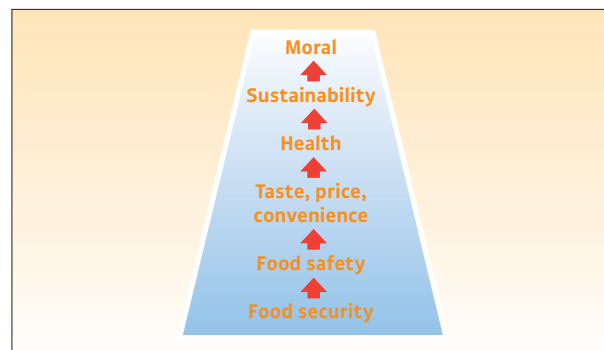 Moral
Sustainability
Health
Taste, price,
convenience
Food safety
Food security